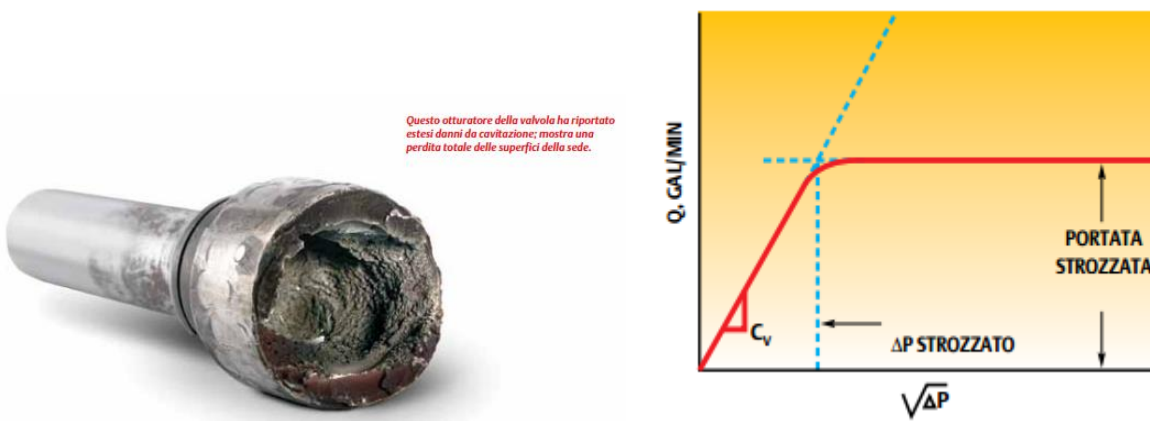 Questo otturatore della valvola ha riportato
estesi danni da cavitazione; mostra una
perdita totale delle superfici della sede.
Q, GAL/MIN
PORTATA
STROZZATA
C_V
ΔP STROZZATO
√ΔP